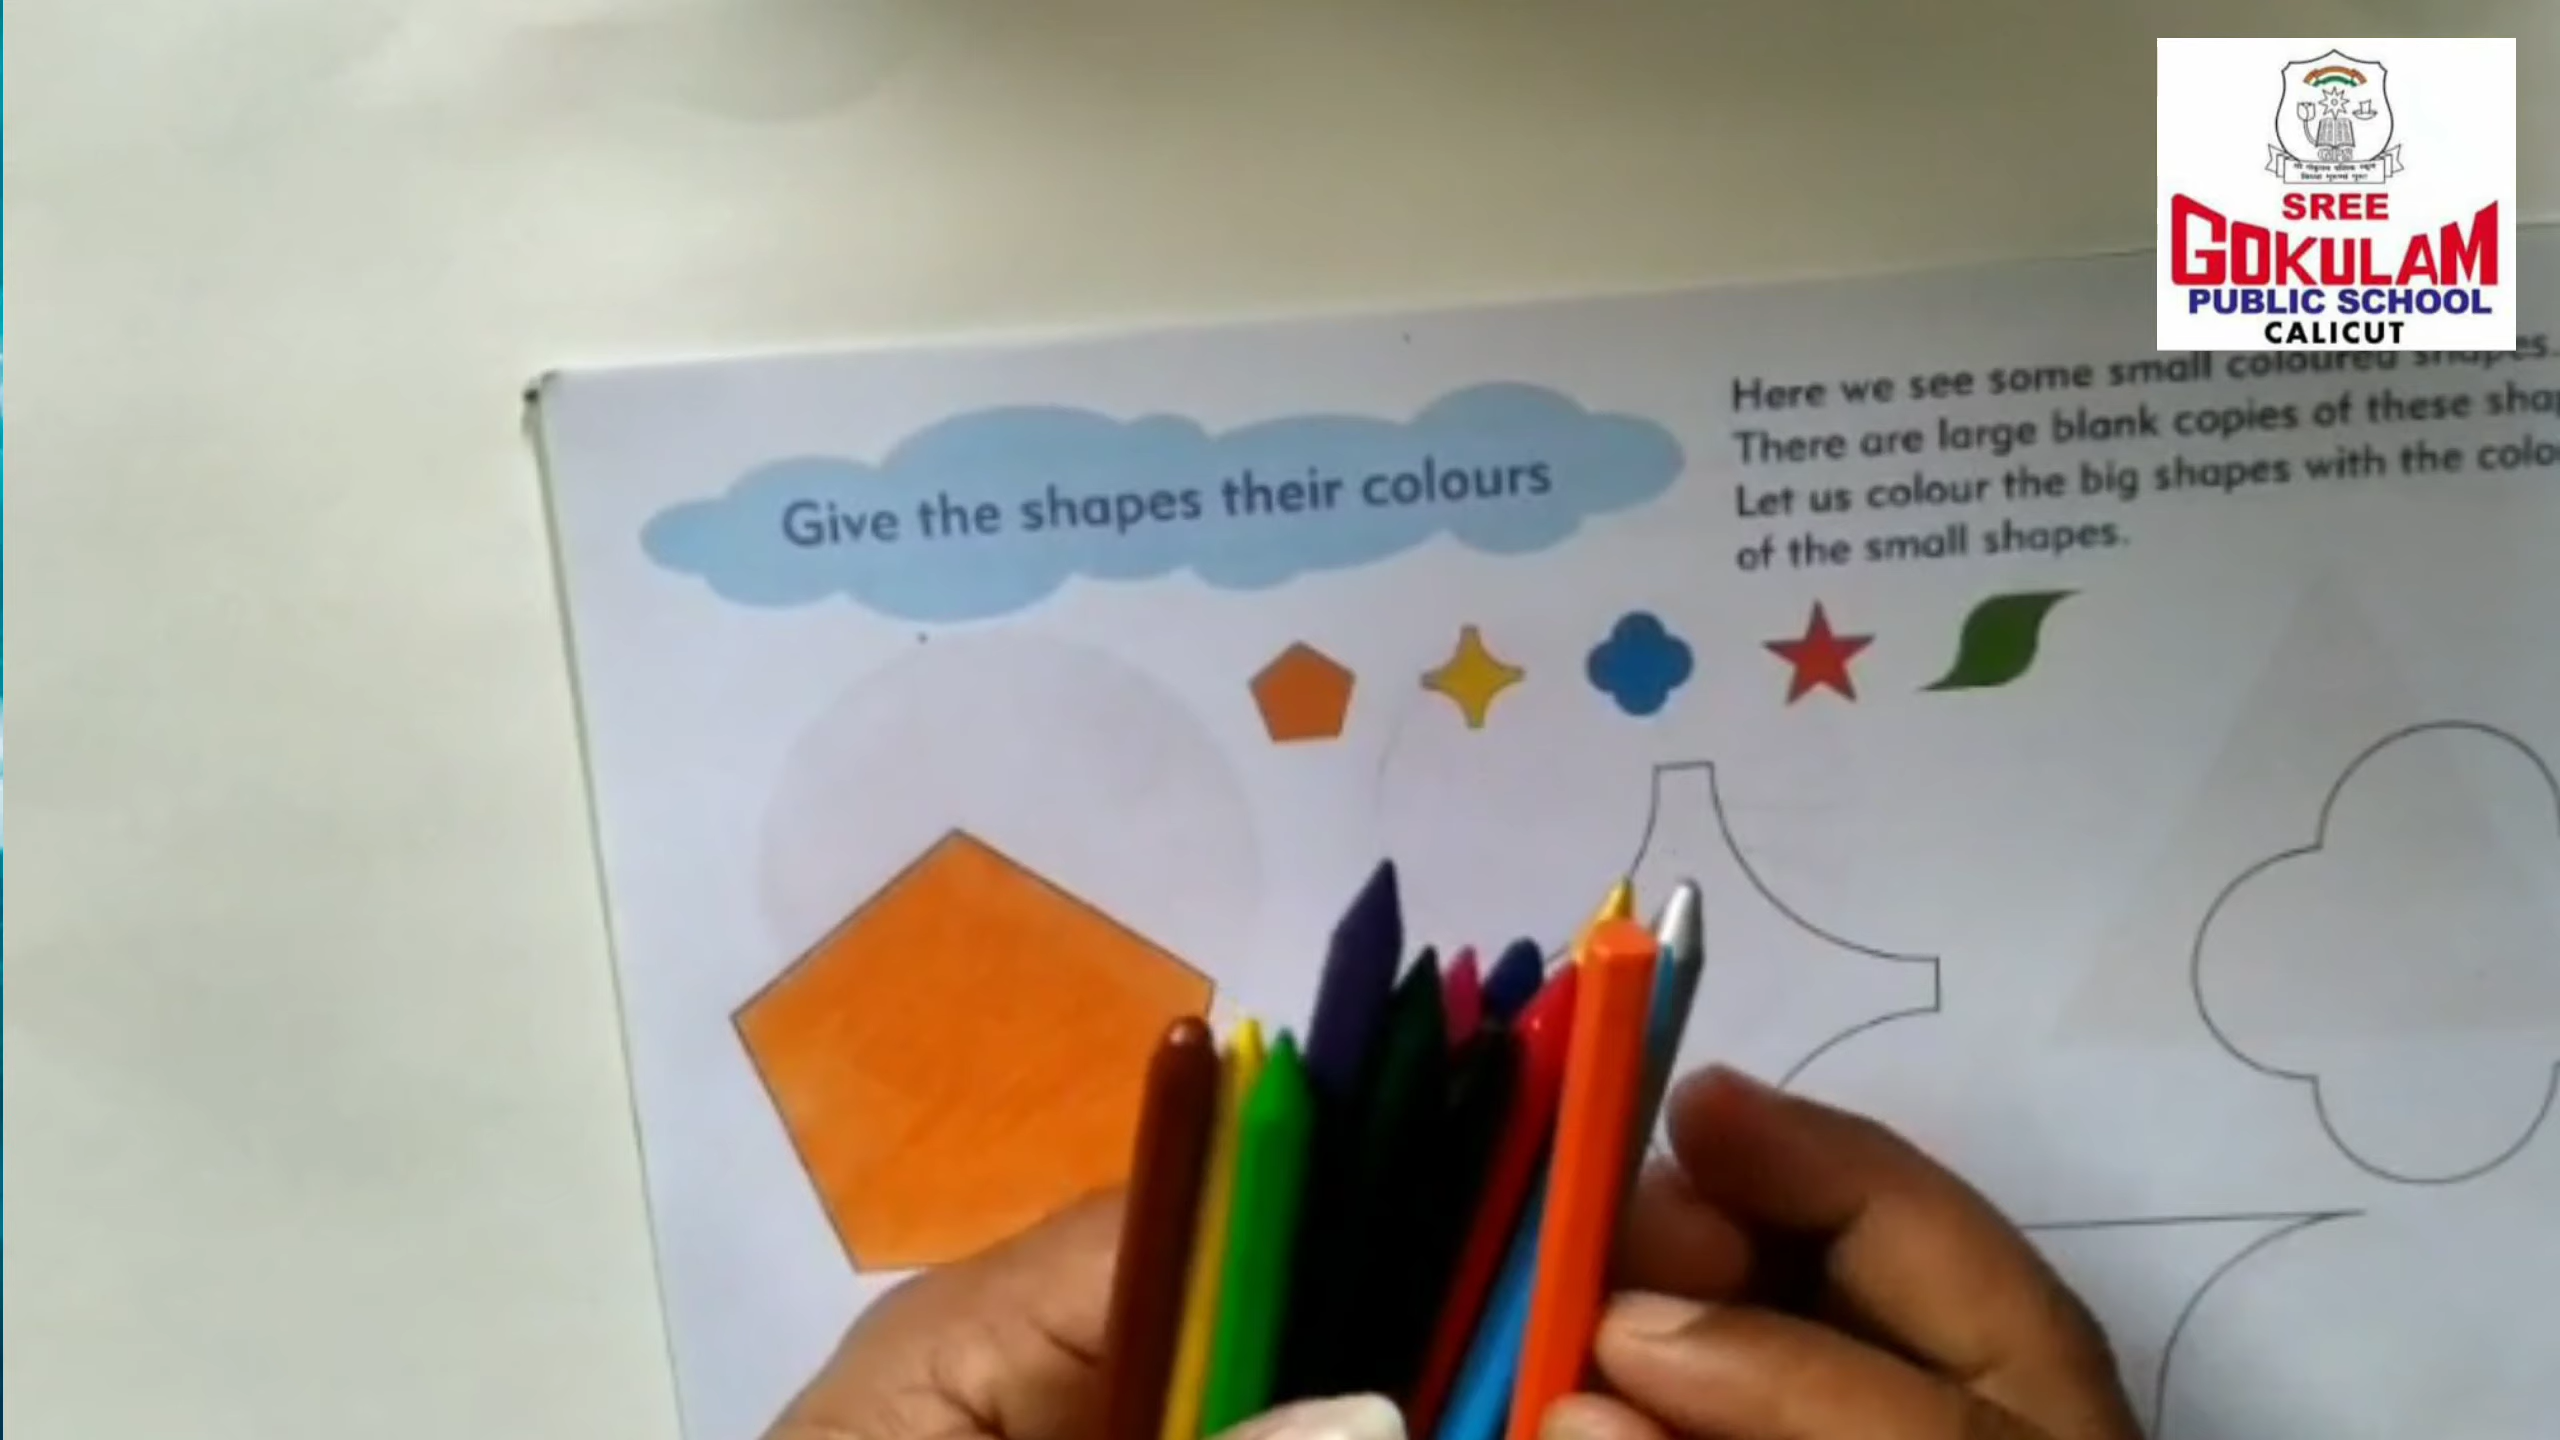 SREE
GOKULAM
PUBLIC SCHOOL
CALICUT
Give the shapes their colours
Here we see some small coloured shapes.
There are large blank copies of these
Let us colour the big shapes with the
of the small shapes.